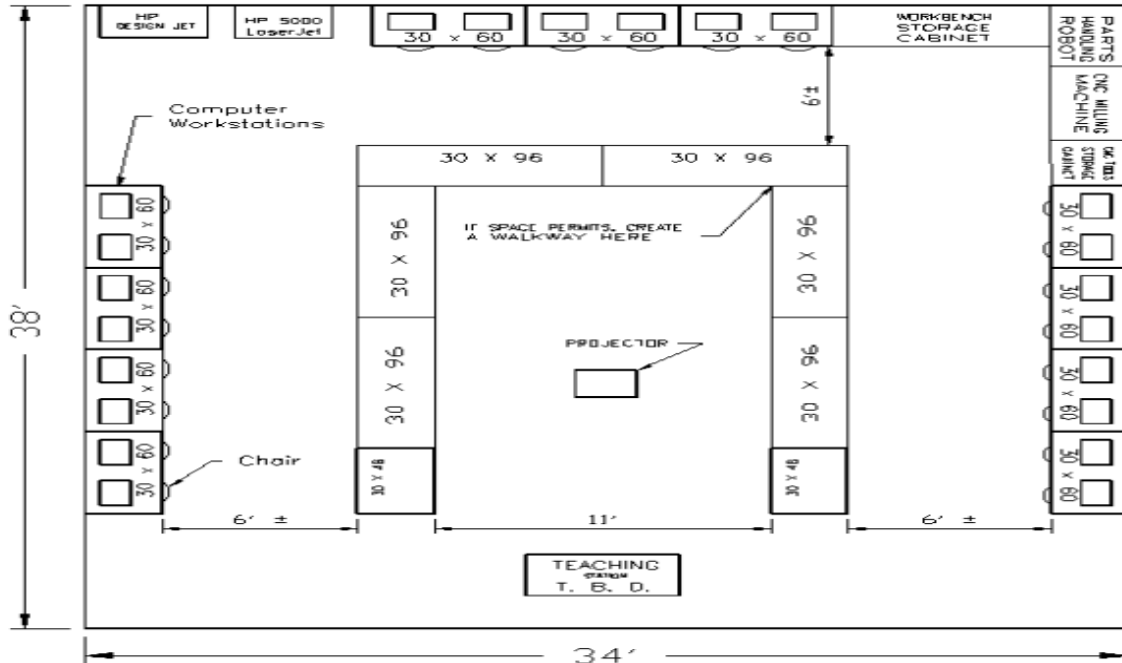 HP
DESIGN JET
HP 5000
LaserJet
30 x 60
30 x 60
30 x 60
WORKBENCH
STORAGE
CABINET
PARTS
HANDLING
ROBOT
CNC MILLING
MACHINE
CNC TOOLS
STORAGE
CABINET
6'±
Computer
Workstations
30 X 96
30 X 96
IF SPACE PERMITS, CREATE
A WALKWAY HERE
30 x 60
30 x 60
30 x 60
30 x 60
30 X 96
30 X 96
30 X 48
30 X 96
30 X 96
30 X 48
30 x 60
30 x 60
30 x 60
30 x 60
PROJECTOR
Chair
38'
6' ±
11'
6' ±
TEACHING
STATION
T. B. D.
34'